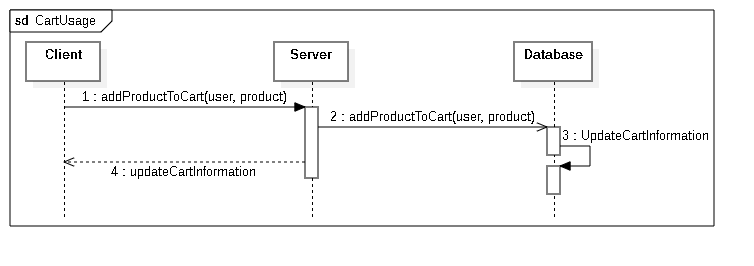 sd CartUsage
Client
Server
Database
1 : addProductToCart(user, product)
2 : addProductToCart(user, product)
3 : UpdateCartInformation
4 : updateCartInformation